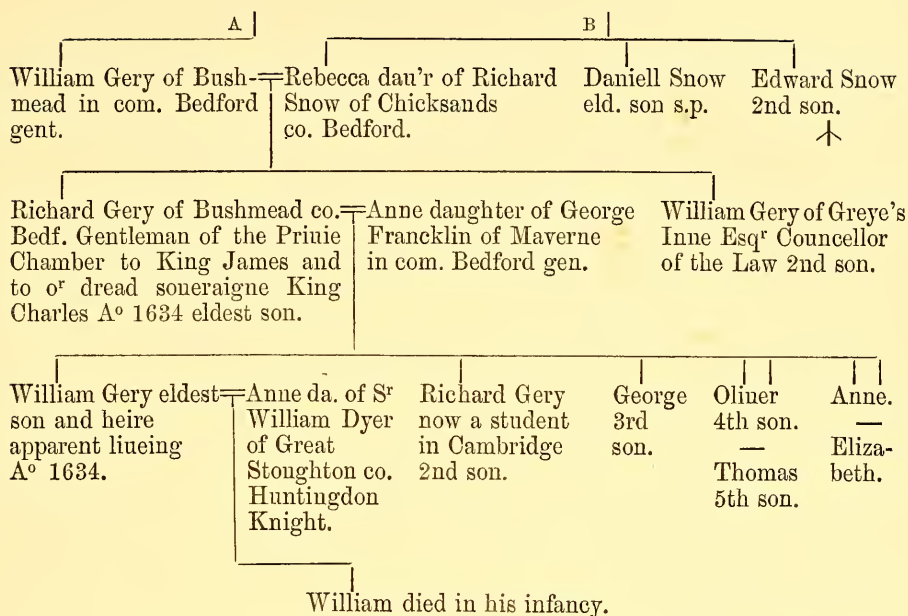 A
B
William Gery of Bush-
mead in com. Bedford
gent.
Rebecca dau'r of Richard
Snow of Chicksands
co. Bedford.
Daniell Snow
eld. son s.p.
Edward Snow
2nd son.
Richard Gery of Bushmead co.
Bedf. Gentleman of the Priuie
Chamber to King James and
to oʳ dread soueraigne King
Charles Aᵒ 1634 eldest son.
Anne daughter of George
Francklin of Maverne
in com. Bedford gen.
William Gery of Greye's
Inne Esqʳ Councellor
of the Law 2nd son.
William Gery eldest
son and heire
apparent liueing
Aᵒ 1634.
Anne da. of Sʳ
William Dyer
of Great
Stoughton co.
Huntingdon
Knight.
Richard Gery
now a student
in Cambridge
2nd son.
George
3rd
son.
Oliuer
4th son.
—
Thomas
5th son.
Anne.
—
Eliza-
beth.
William died in his infancy.